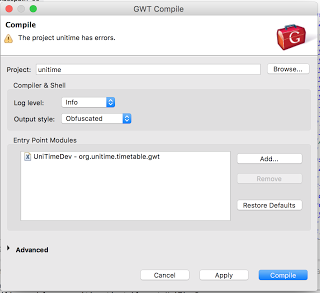 GWT Compile
Compile
The project unitime has errors.
Project: unitime Browse...
Compiler & Shell
Log level: Info
Output style: Obfuscated
Entry Point Modules
UniTimeDev - org.unitime.timetable.gwt
Add...
Remove
Restore Defaults
Advanced
Cancel Apply Compile